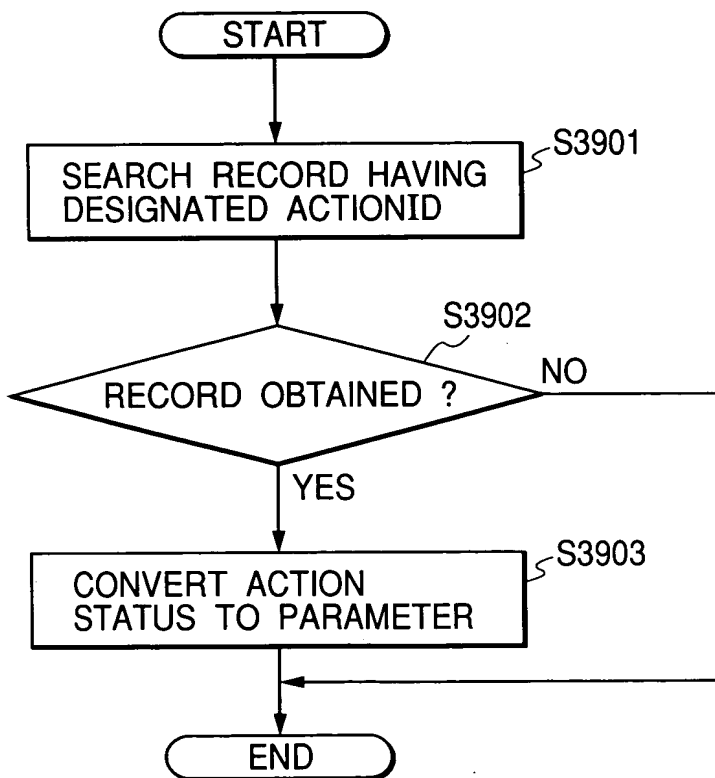 START
S3901
SEARCH RECORD HAVING
DESIGNATED ACTIONID
S3902
RECORD OBTAINED ?
NO
YES
S3903
CONVERT ACTION
STATUS TO PARAMETER
END